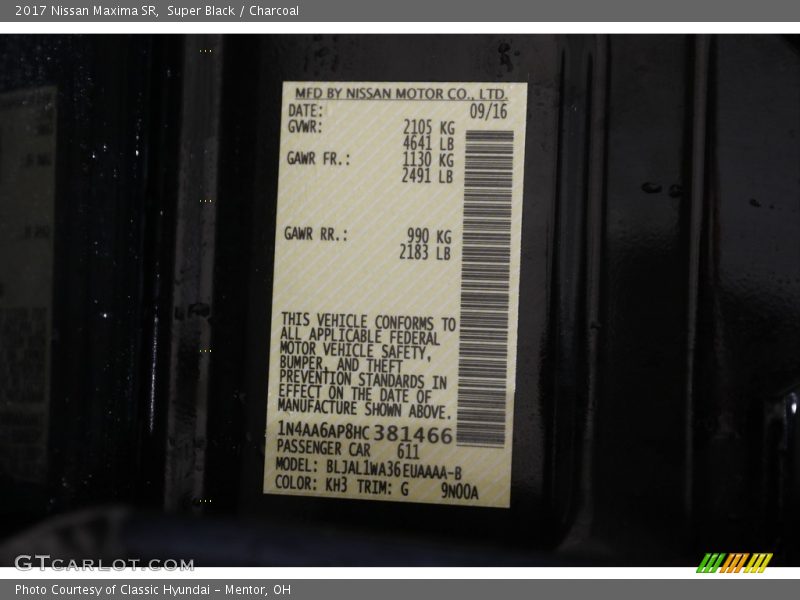 2017 Nissan Maxima SR, Super Black / Charcoal
MFD BY NISSAN MOTOR CO., LTD.
DATE: 09/16
GVWR: 2105 KG
4641 LB
GAWR FR.: 1130 KG
2491 LB
GAWR RR.: 990 KG
2183 LB
THIS VEHICLE CONFORMS TO
ALL APPLICABLE FEDERAL
MOTOR VEHICLE SAFETY,
BUMPER, AND THEFT
PREVENTION STANDARDS IN
EFFECT ON THE DATE OF
MANUFACTURE SHOWN ABOVE.
1N4AA6AP8HC381466
PASSENGER CAR 611
MODEL: BLJAL1WA36EUAAAA-B
COLOR: KH3 TRIM: G 9N00A
GTCARLOT.COM
Photo Courtesy of Classic Hyundai - Mentor, OH